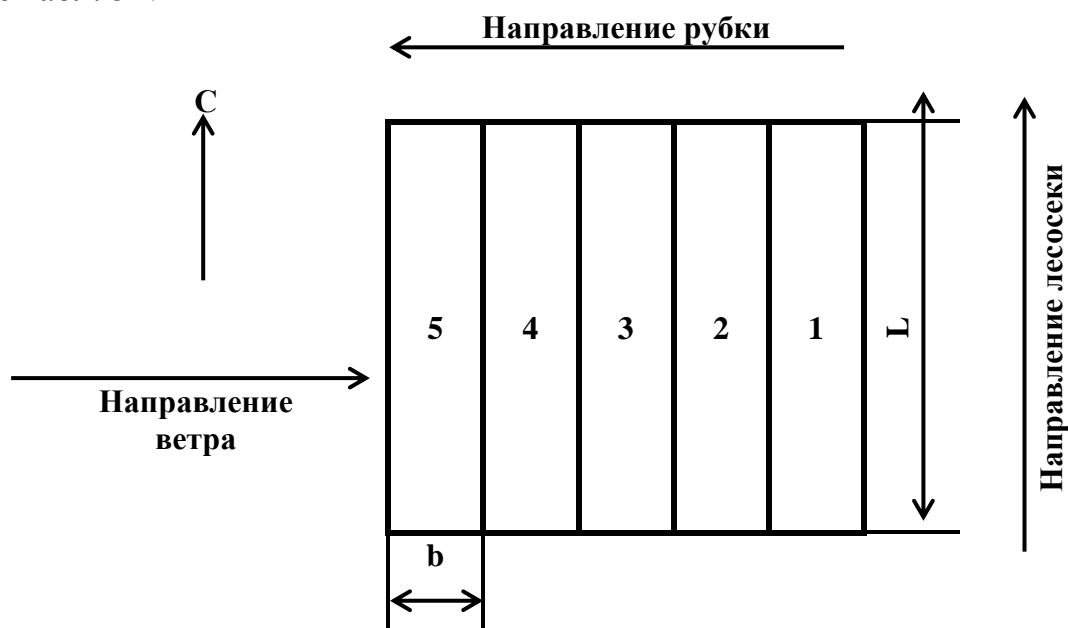 Направление рубки
С
Направление лесосеки
5 4 3 2 1
L
Направление
ветра
b